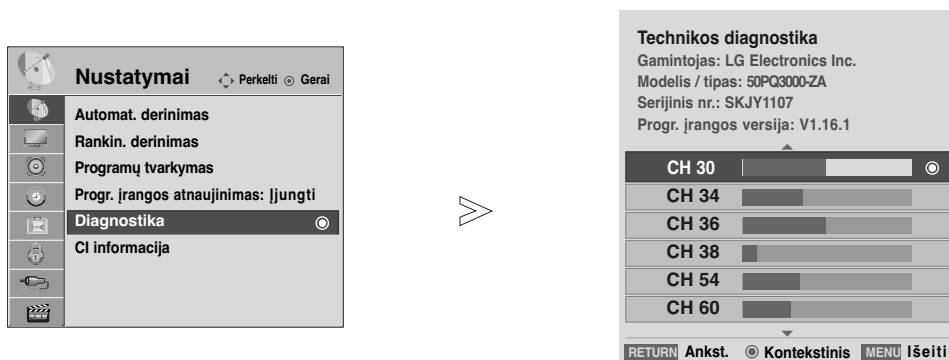 Nustatymai
Perkelti
Gerai
Automat. derinimas
Rankin. derinimas
Programų tvarkymas
Progr. įrangos atnaujinimas: Įjungti
Diagnostika
CI informacija
Technikos diagnostika
Gamintojas: LG Electronics Inc.
Modelis / tipas: 50PQ3000-ZA
Serijinis nr.: SKJY1107
Progr. įrangos versija: V1.16.1
CH 30
CH 34
CH 36
CH 38
CH 54
CH 60
RETURN Ankst. Kontekstinis MENU Išeiti